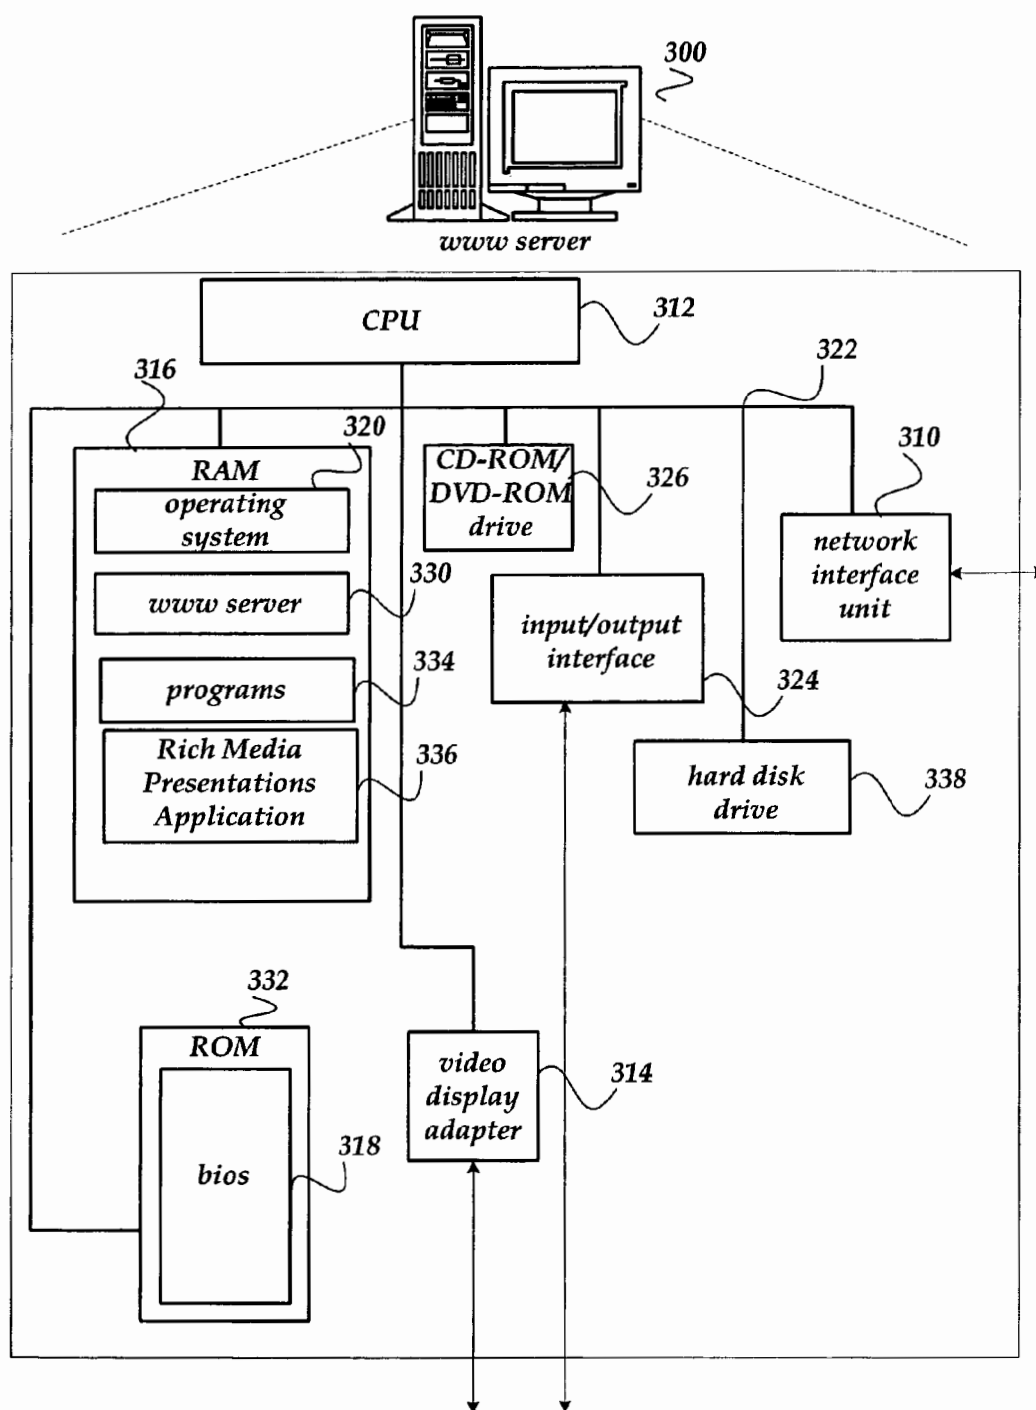 300
www server
CPU
312
322
316
320
310
RAM
operating
system
CD-ROM/
DVD-ROM
drive
326
network
interface
unit
330
www server
input/output
interface
334
324
programs
Rich Media
Presentations
Application
336
hard disk
drive
338
332
ROM
video
display
adapter
314
318
bios